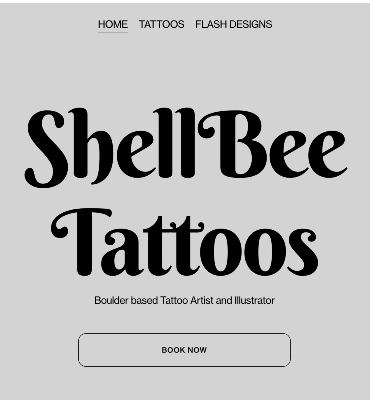 HOME TATTOOS FLASH DESIGNS
ShellBee
Tattoos
Boulder based Tattoo Artist and Illustrator
BOOK NOW